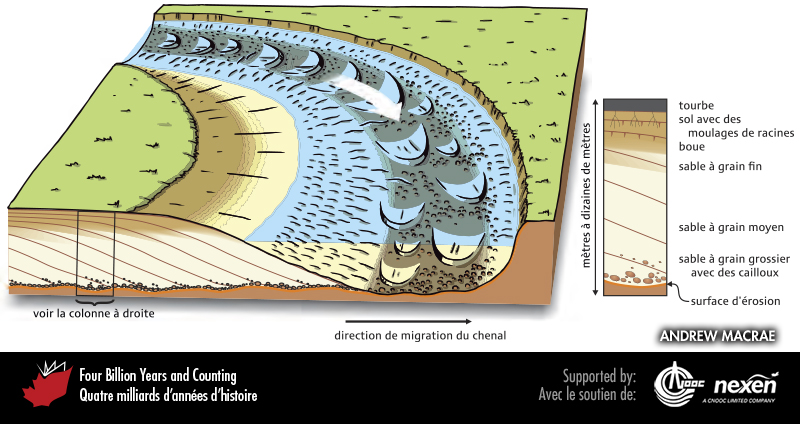 tourbe
sol avec des
moulages de racines
boue
sable à grain fin
sable à grain moyen
sable à grain grossier
avec des cailloux
surface d'érosion
mètres à dizaines de mètres
voir la colonne à droite
direction de migration du chenal
ANDREW MACRAE
Four Billion Years and Counting
Quatre milliards d'années d'histoire
Supported by:
Avec le soutien de:
cnooc
nexen
A CNOOC LIMITED COMPANY